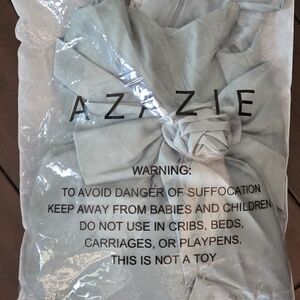 AZAZIE
WARNING:
TO AVOID DANGER OF SUFFOCATION
KEEP AWAY FROM BABIES AND CHILDREN
DO NOT USE IN CRIBS, BEDS,
CARRIAGES, OR PLAYPENS.
THIS IS NOT A TOY